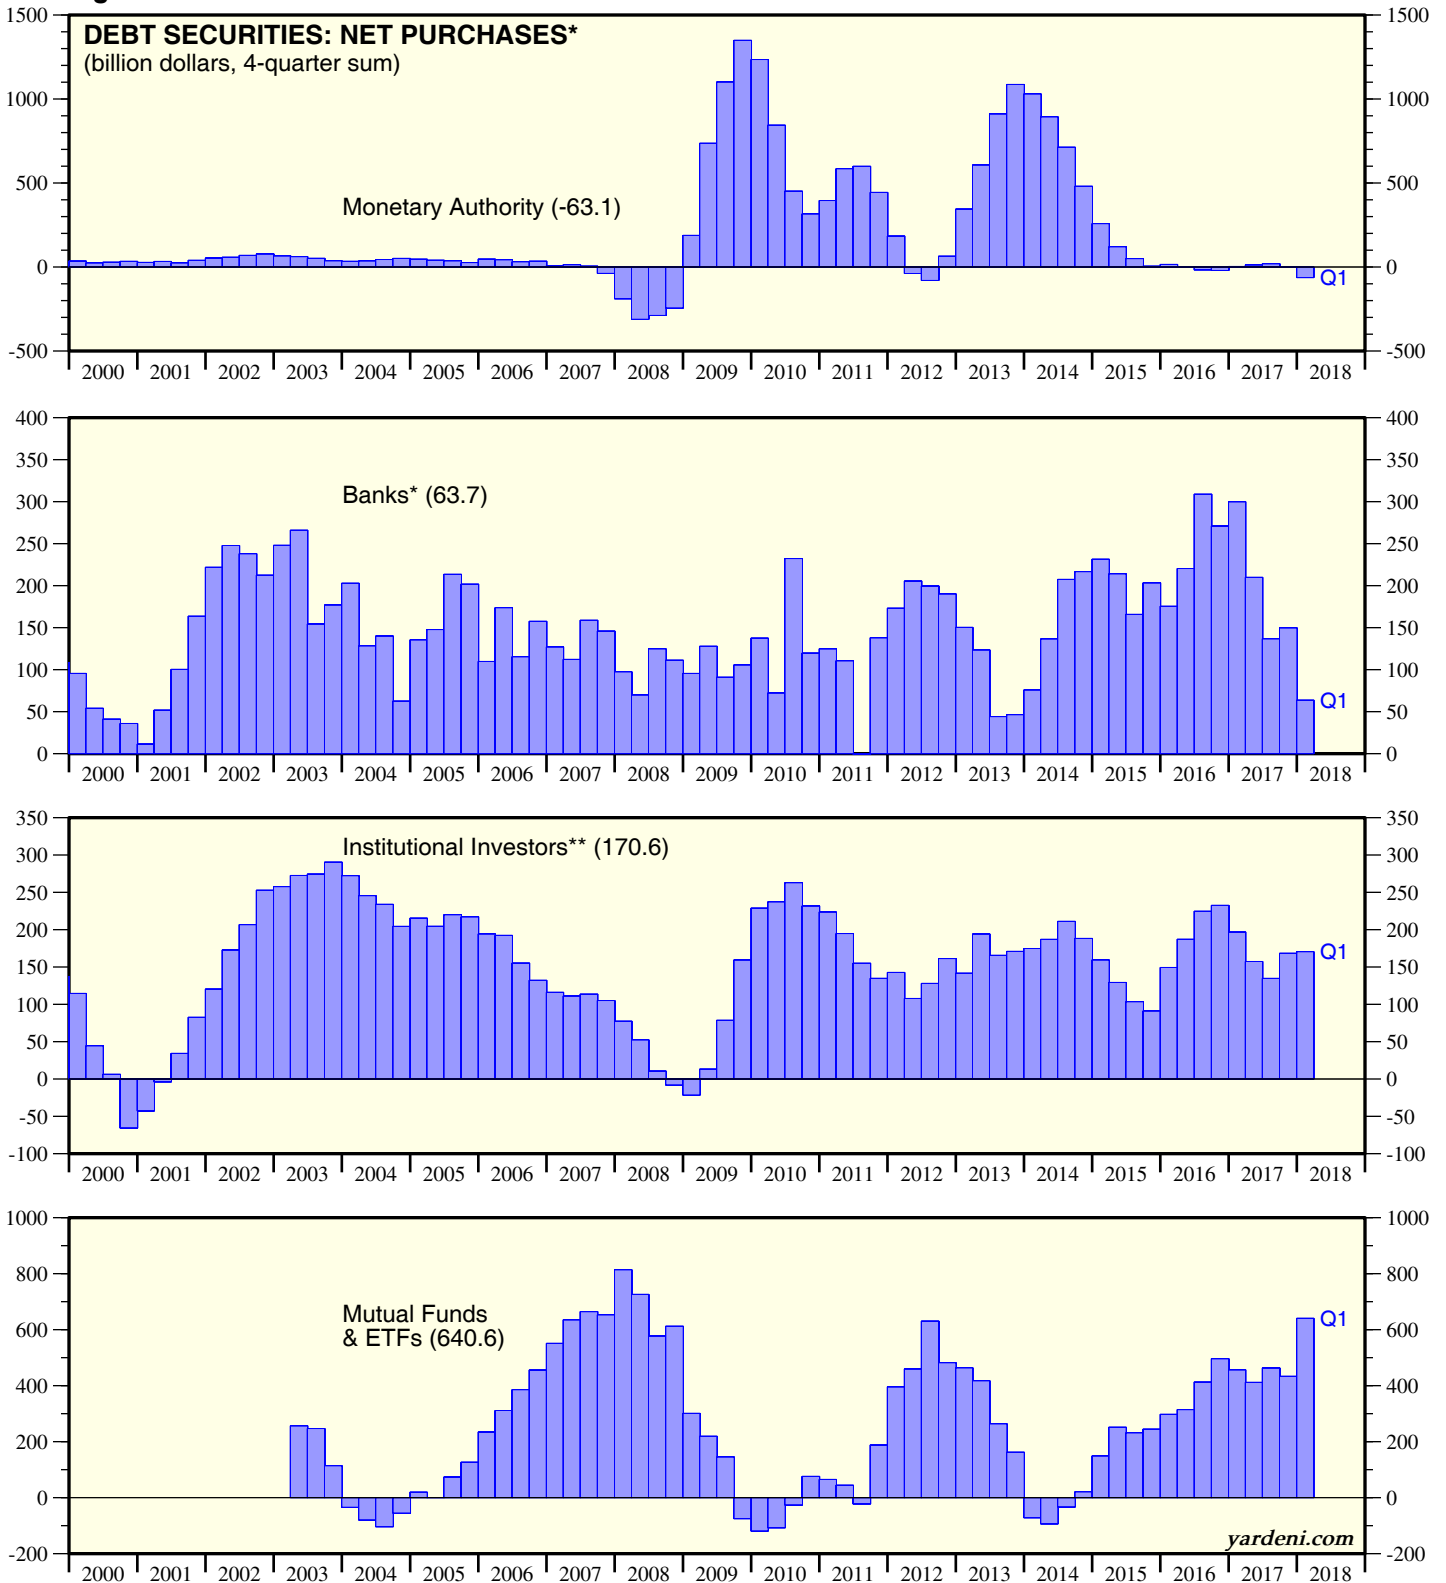 DEBT SECURITIES: NET PURCHASES*
(billion dollars, 4-quarter sum)
1500 1500
1000 1000
500 500
0 0
-500 -500
Monetary Authority (-63.1)
Q1
2000 2001 2002 2003 2004 2005 2006 2007 2008 2009 2010 2011 2012 2013 2014 2015 2016 2017 2018
400 400
350 350
300 300
250 250
200 200
150 150
100 100
50 50
0 0
Banks* (63.7)
Q1
2000 2001 2002 2003 2004 2005 2006 2007 2008 2009 2010 2011 2012 2013 2014 2015 2016 2017 2018
350 350
300 300
250 250
200 200
150 150
100 100
50 50
0 0
-50 -50
-100 -100
Institutional Investors** (170.6)
Q1
2000 2001 2002 2003 2004 2005 2006 2007 2008 2009 2010 2011 2012 2013 2014 2015 2016 2017 2018
1000 1000
800 800
600 600
400 400
200 200
0 0
-200 -200
Mutual Funds
& ETFs (640.6)
Q1
yardeni.com
2000 2001 2002 2003 2004 2005 2006 2007 2008 2009 2010 2011 2012 2013 2014 2015 2016 2017 2018